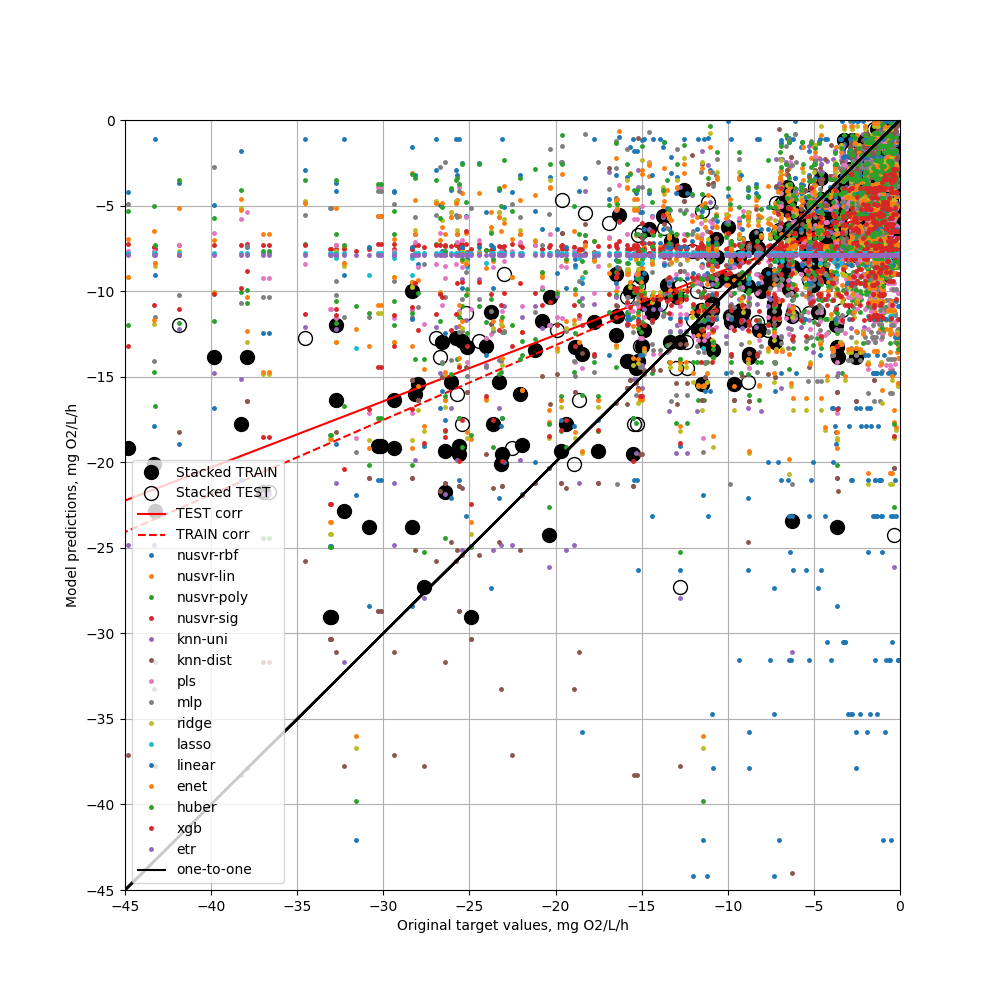 0
−5
−10
−15
−20
−25
−30
−35
−40
−45
Model predictions, mg O2/L/h
Stacked TRAIN
Stacked TEST
TEST corr
TRAIN corr
nusvr-rbf
nusvr-lin
nusvr-poly
nusvr-sig
knn-uni
knn-dist
pls
mlp
ridge
lasso
linear
enet
huber
xgb
etr
one-to-one
−45 −40 −35 −30 −25 −20 −15 −10 −5 0
Original target values, mg O2/L/h